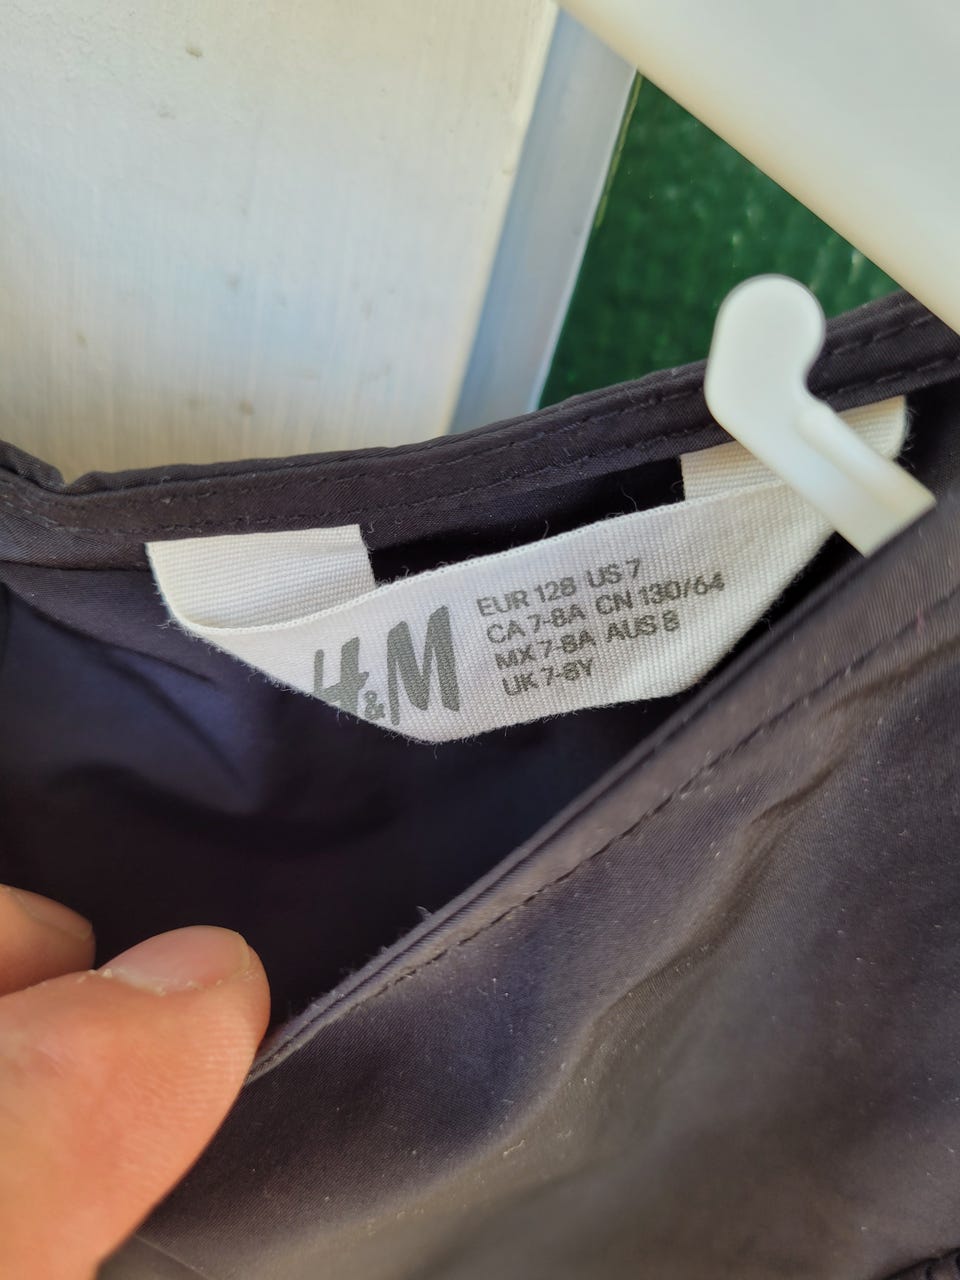 H&M
EUR 128 US 7
CA 7-8A CN 130/64
MX 7-8A AUS 8
UK 7-8Y